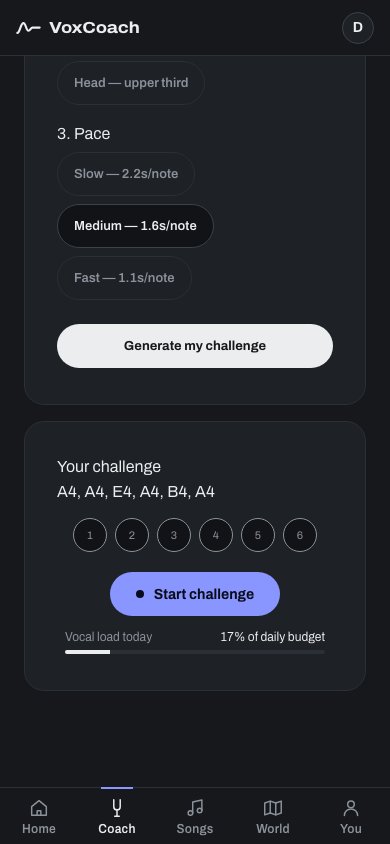 VoxCoach
D
Head — upper third
3. Pace
Slow — 2.2s/note
Medium — 1.6s/note
Fast — 1.1s/note
Generate my challenge
Your challenge
A4, A4, E4, A4, B4, A4
1 2 3 4 5 6
Start challenge
Vocal load today 17% of daily budget
Home Coach Songs World You